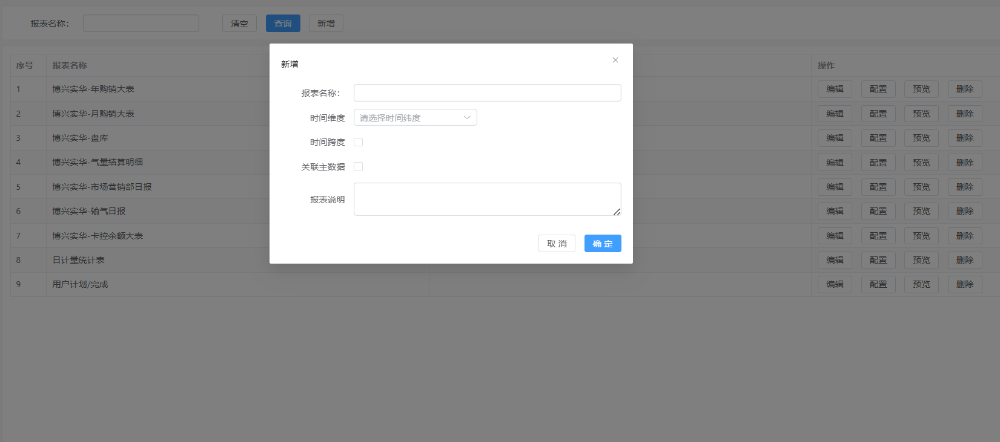 报表名称: 清空 查询 新增
序号 报表名称 操作
1 博兴实华-年购销大表 编辑 配置 预览 删除
2 博兴实华-月购销大表 编辑 配置 预览 删除
3 博兴实华-盘库 编辑 配置 预览 删除
4 博兴实华-气量结算明细 编辑 配置 预览 删除
5 博兴实华-市场营销部日报 编辑 配置 预览 删除
6 博兴实华-输气日报 编辑 配置 预览 删除
7 博兴实华-卡控余额大表 编辑 配置 预览 删除
8 日计量统计表 编辑 配置 预览 删除
9 用户计划/完成 编辑 配置 预览 删除
新增
报表名称:
时间维度 请选择时间纬度
时间跨度
关联主数据
报表说明
取 消 确 定